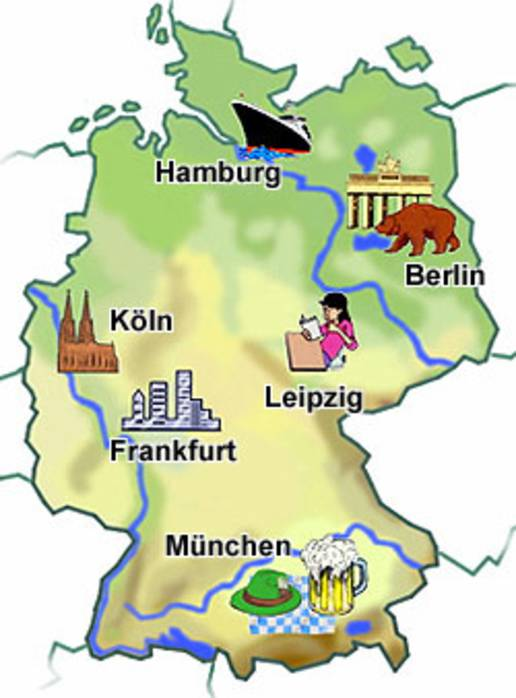 Hamburg
Berlin
Köln
Leipzig
Frankfurt
München